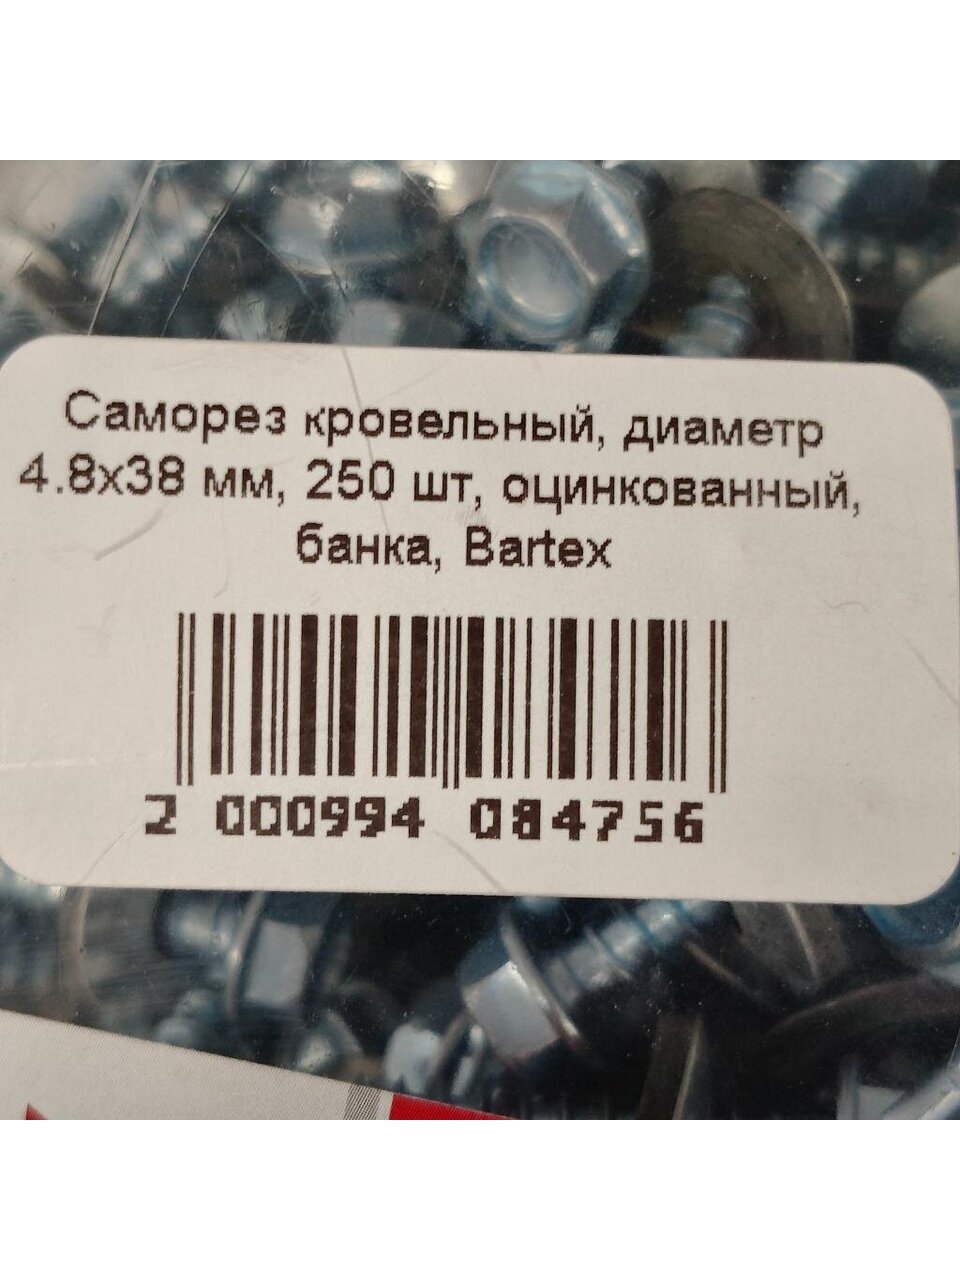 Саморез кровельный, диаметр
4.8х38 мм, 250 шт, оцинкованный,
банка, Bartex
2 000994 084756